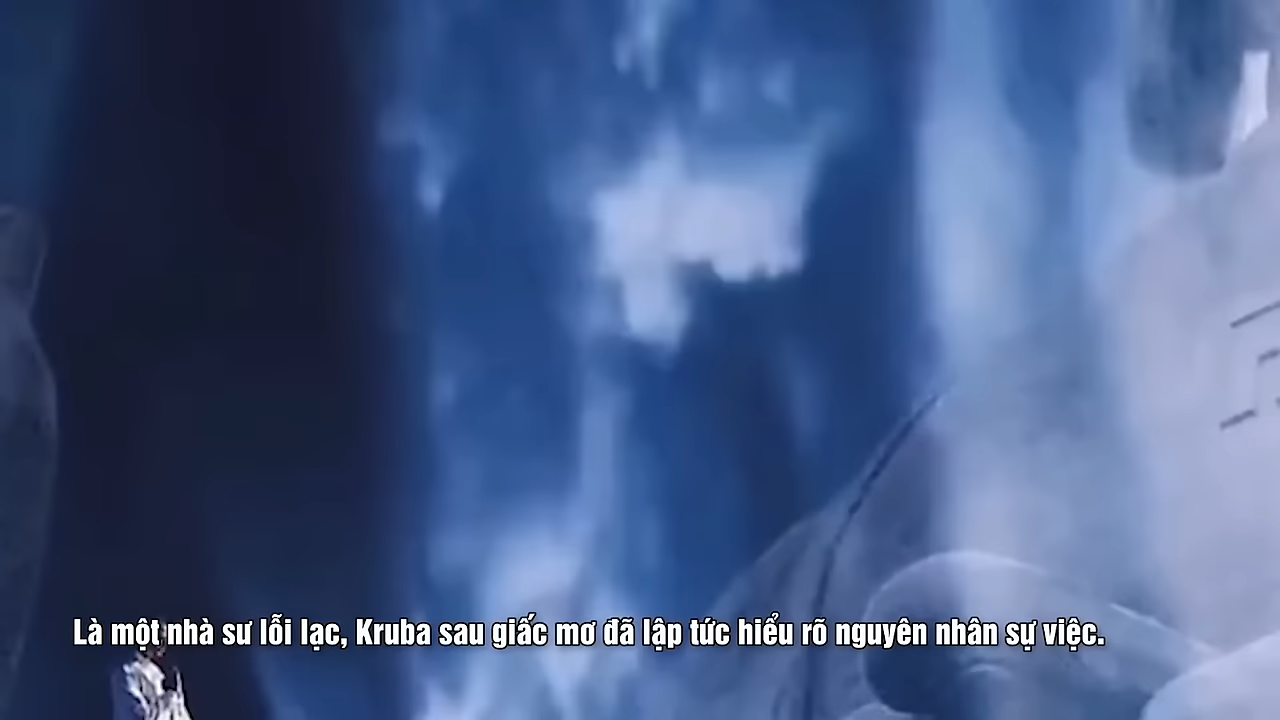 Là một nhà sư lỗi lạc, Kruba sau giấc mơ đã lập tức hiểu rõ nguyên nhân sự việc.